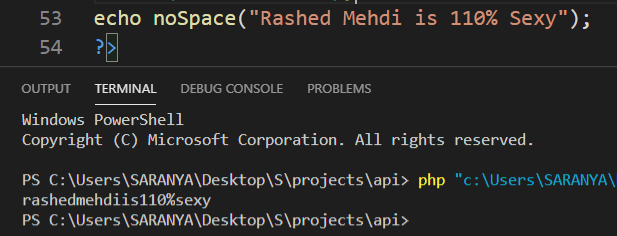 53 echo noSpace("Rashed Mehdi is 110% Sexy");
54 ?>
OUTPUT TERMINAL DEBUG CONSOLE PROBLEMS
Windows PowerShell
Copyright (C) Microsoft Corporation. All rights reserved.
PS C:\Users\SARANYA\Desktop\S\projects\api> php "c:\Users\SARANYA\
rashedmehdiis110%sexy
PS C:\Users\SARANYA\Desktop\S\projects\api>